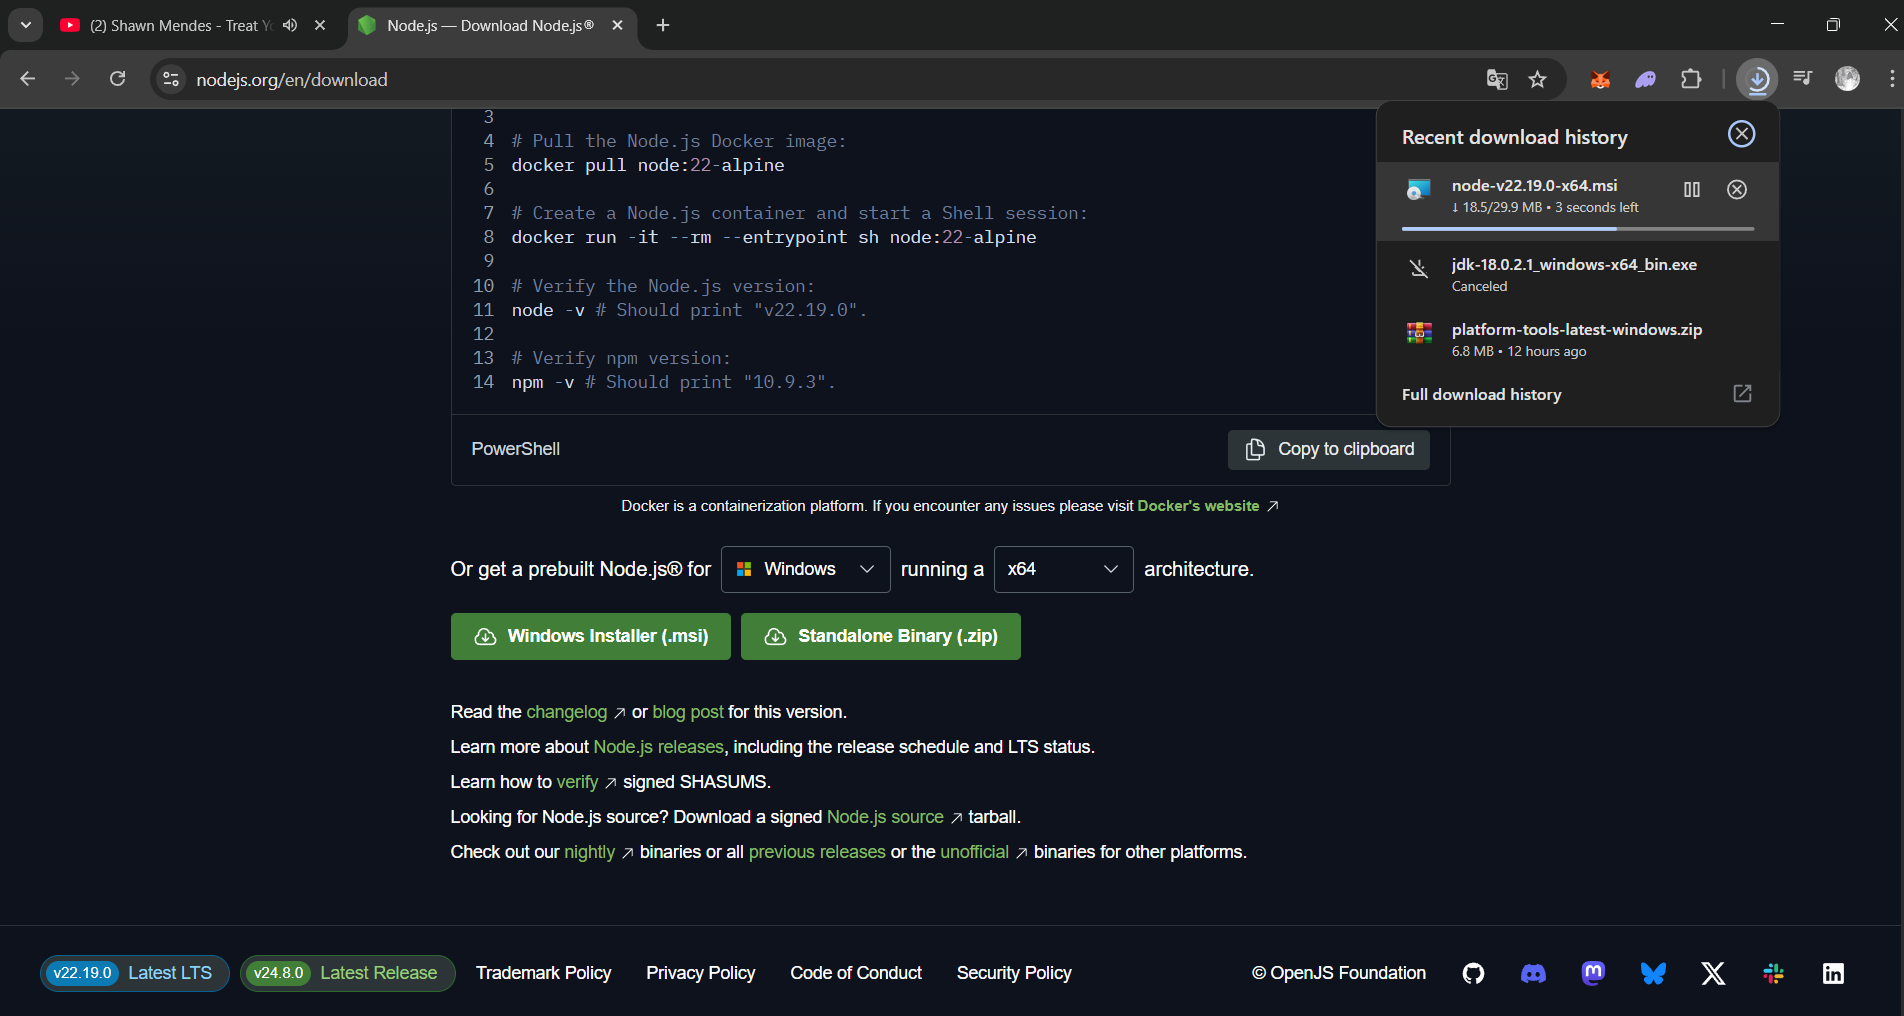 (2) Shawn Mendes - Treat Yo
Node.js — Download Node.js®
nodejs.org/en/download
3
4 # Pull the Node.js Docker image:
5 docker pull node:22-alpine
6
7 # Create a Node.js container and start a Shell session:
8 docker run -it --rm --entrypoint sh node:22-alpine
9
10 # Verify the Node.js version:
11 node -v # Should print "v22.19.0".
12
13 # Verify npm version:
14 npm -v # Should print "10.9.3".
PowerShell
Copy to clipboard
Recent download history
node-v22.19.0-x64.msi
↓ 18.5/29.9 MB • 3 seconds left
jdk-18.0.2.1_windows-x64_bin.exe
Canceled
platform-tools-latest-windows.zip
6.8 MB • 12 hours ago
Full download history
Docker is a containerization platform. If you encounter any issues please visit Docker's website ↗
Or get a prebuilt Node.js® for Windows running a x64 architecture.
Windows Installer (.msi) Standalone Binary (.zip)
Read the changelog ↗ or blog post for this version.
Learn more about Node.js releases, including the release schedule and LTS status.
Learn how to verify ↗ signed SHASUMS.
Looking for Node.js source? Download a signed Node.js source ↗ tarball.
Check out our nightly ↗ binaries or all previous releases or the unofficial ↗ binaries for other platforms.
v22.19.0 Latest LTS v24.8.0 Latest Release Trademark Policy Privacy Policy Code of Conduct Security Policy © OpenJS Foundation